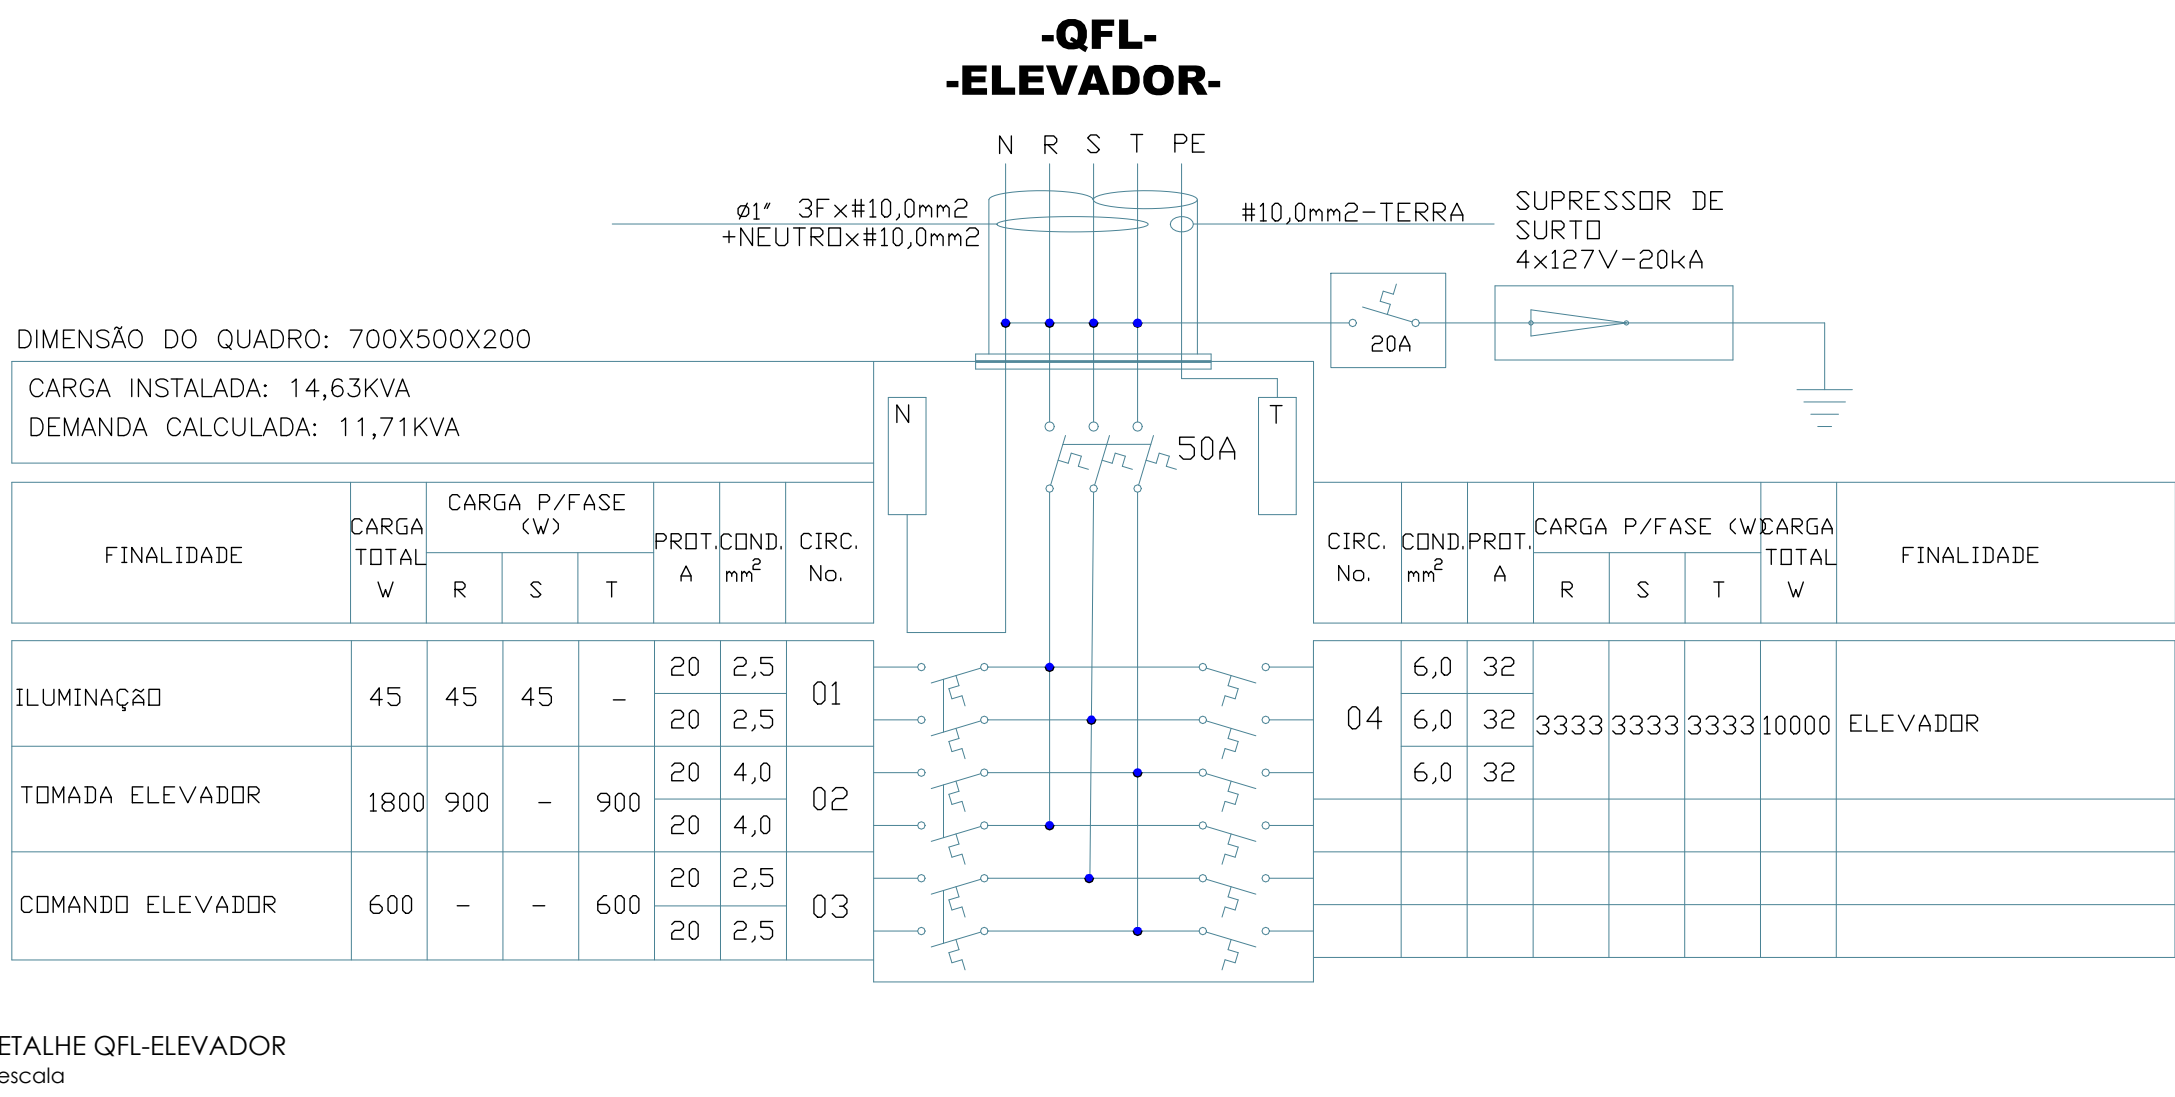 -QFL-
-ELEVADOR-
N R S T PE
ø1" 3Fx#10,0mm2
+NEUTROx#10,0mm2
#10,0mm2-TERRA
SUPRESSOR DE
SURTO
4x127V-20kA
20A
DIMENSÃO DO QUADRO: 700X500X200
CARGA INSTALADA: 14,63KVA
DEMANDA CALCULADA: 11,71KVA
N
T
50A
FINALIDADE
CARGA
TOTAL
W
CARGA P/FASE
(W)
R S T
PROT.
A
COND.
mm2
CIRC.
No.
CIRC.
No.
COND.
mm2
PROT.
A
CARGA P/FASE (W)
R S T
CARGA
TOTAL
W
FINALIDADE
ILUMINAÇÃO 45 45 45 -
20 2,5
20 2,5
01
TOMADA ELEVADOR 1800 900 - 900
20 4,0
20 4,0
02
COMANDO ELEVADOR 600 - - 600
20 2,5
20 2,5
03
04
6,0 32
6,0 32
6,0 32
3333 3333 3333 10000 ELEVADOR
ETALHE QFL-ELEVADOR
escala